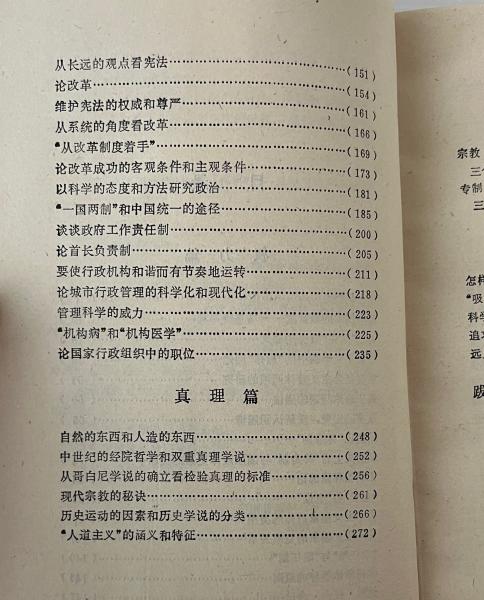 从长远的观点看宪法……(151)
论改革……(154)
维护宪法的权威和尊严……(161)
从系统的角度看改革……(166)
“从改革制度着手”……(169)
论改革成功的客观条件和主观条件……(173)
以科学的态度和方法研究政治……(181)
“一国两制”和中国统一的途径……(185)
谈谈政府工作责任制……(200)
论首长负责制……(205)
要使行政机构和谐而有节奏地运转……(211)
论城市行政管理的科学化和现代化……(218)
管理科学的威力……(223)
“机构病”和“机构医学”……(225)
论国家行政组织中的职位……(235)
真理篇
自然的东西和人造的东西……(248)
中世纪的经院哲学和双重真理学说……(252)
从哥白尼学说的确立看检验真理的标准……(256)
现代宗教的秘诀……(261)
历史运动的因素和历史学说的分类……(266)
“人道主义”的涵义和特征……(272)
宗教
专制
三
怎样
“吸
科学
追
远
跋